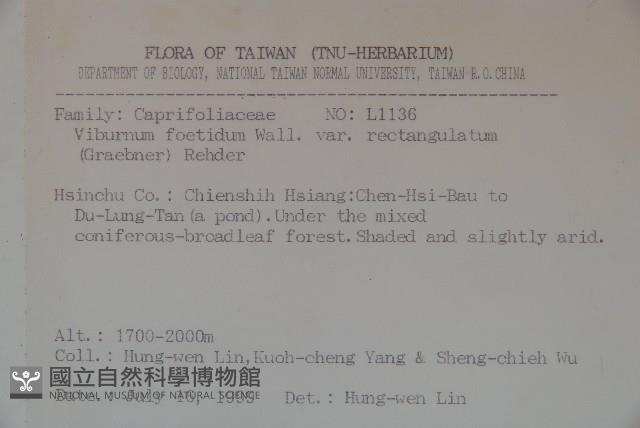 FLORA OF TAIWAN (TNU-HERBARIUM)
DEPARTMENT OF BIOLOGY, NATIONAL TAIWAN NORMAL UNIVERSITY, TAIWAN R.O.CHINA
Family: Caprifoliaceae NO: L1136
Viburnum foetidum Wall. var. rectangulatum
(Graebner) Rehder
Hsinchu Co.: Chienshih Hsiang:Chen-Hsi-Bau to
Du-Lung-Tan(a pond).Under the mixed
coniferous-broadleaf forest.Shaded and slightly arid.
Alt.: 1700-2000m
Coll.: Hung-wen Lin,Kuoh-cheng Yang & Sheng-chieh Wu
國立自然科學博物館
NATIONAL MUSEUM OF NATURAL SCIENCE
Date: July Det.: Hung-wen Lin